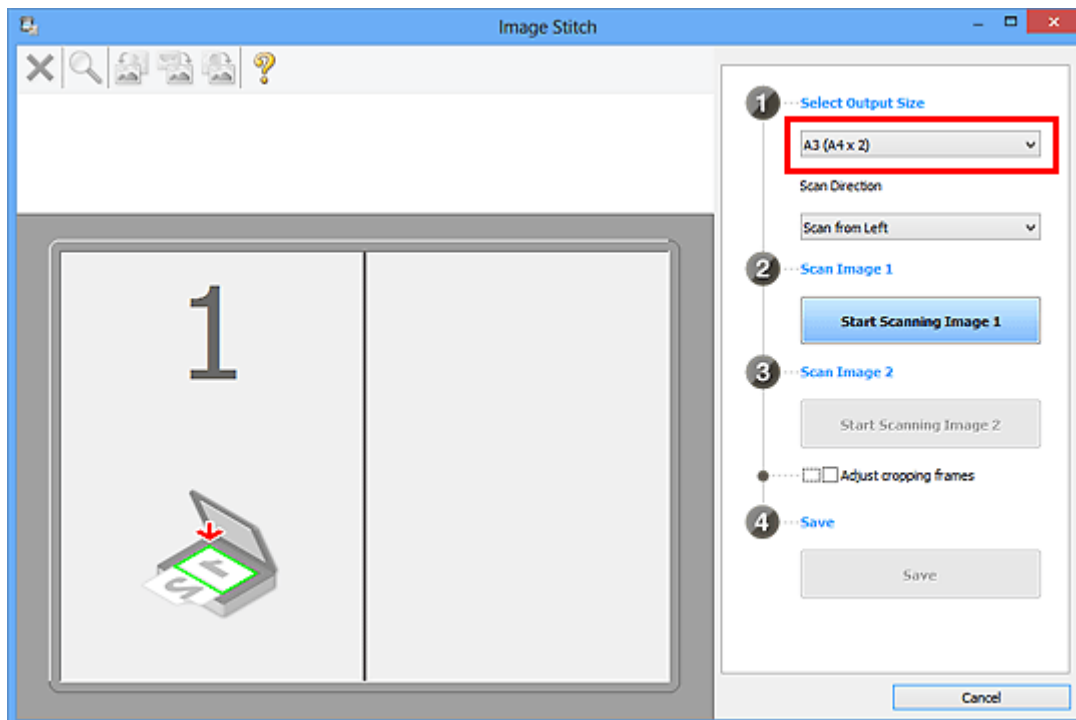 Image Stitch
1
Select Output Size
A3 (A4 x 2)
Scan Direction
Scan from Left
2
Scan Image 1
Start Scanning Image 1
3
Scan Image 2
Start Scanning Image 2
Adjust cropping frames
4
Save
Save
Cancel
1
1
2